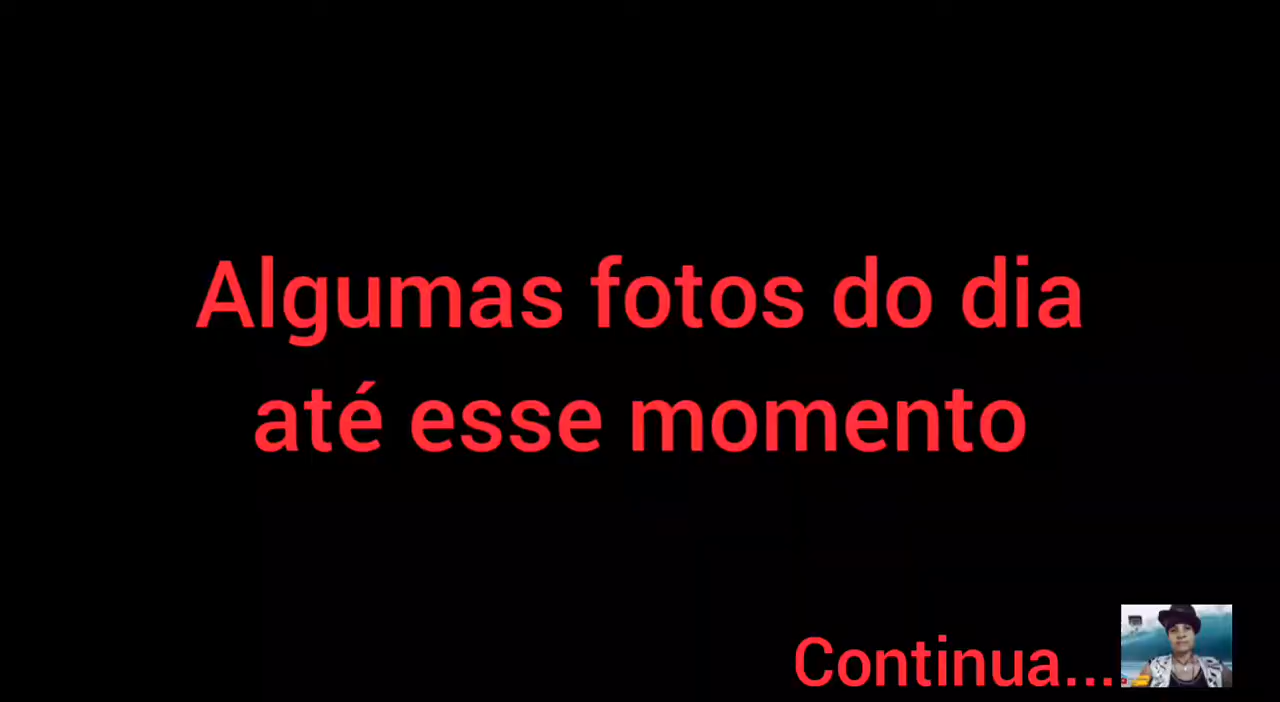 Algumas fotos do dia
até esse momento
Continua....